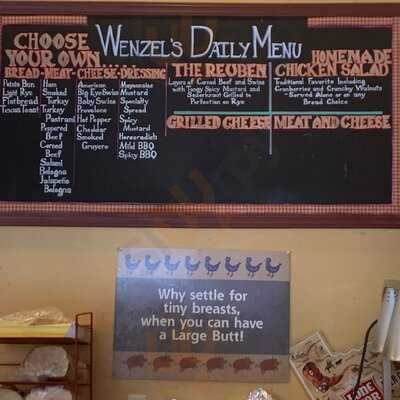 Wenzel's Daily Menu
CHOOSE
YOUR OWN....
BREAD - MEAT - CHEESE - DRESSING
Potato Bun
Light Rye
Flatbread
Texas Toast
Ham
Smoked
Turkey
Turkey
Pastrami
Peppered
Beef
Corned
Beef
Salami
Bologna
Jalapeño
Bologna
American
Big Eye Swiss
Baby Swiss
Provolone
Hot Pepper
Cheddar
Smoked
Gruyere
Mayonnaise
Mustard
Specialty
Spread
Spicy
Mustard
Horseradish
Mild BBQ
Spicy BBQ
THE REUBEN
Layers of Corned Beef and Swiss
with Tangy Spicy Mustard and
Sauerkraut Grilled to
Perfection on Rye
HOMEMADE
CHICKEN SALAD
Traditional Favorite Including
Cranberries and Crunchy Walnuts
- Served Alone or on any
Bread Choice
GRILLED CHEESE
MEAT AND CHEESE
Why settle for
tiny breasts,
when you can have
a Large Butt!